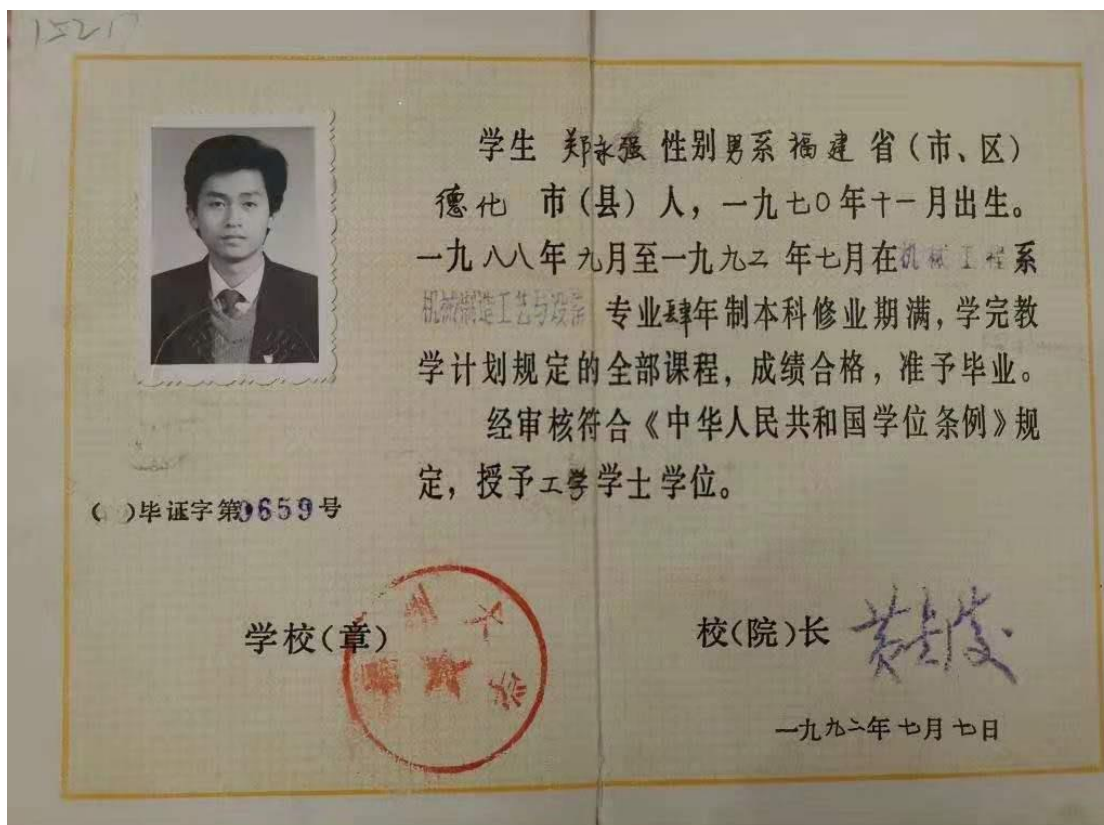 学生 郑永强 性别男系 福建 省(市、区)
德化 市(县)人,一九七〇年十一月出生。
一九八八年九月至一九九二年七月在机械工程系
机械制造工艺与设备 专业肆年制本科修业期满,学完教
学计划规定的全部课程,成绩合格,准予毕业。
经审核符合《中华人民共和国学位条例》规
定,授予工学学士学位。
( )毕证字第0659号
学校(章)
校(院)长
一九九二年七月七日